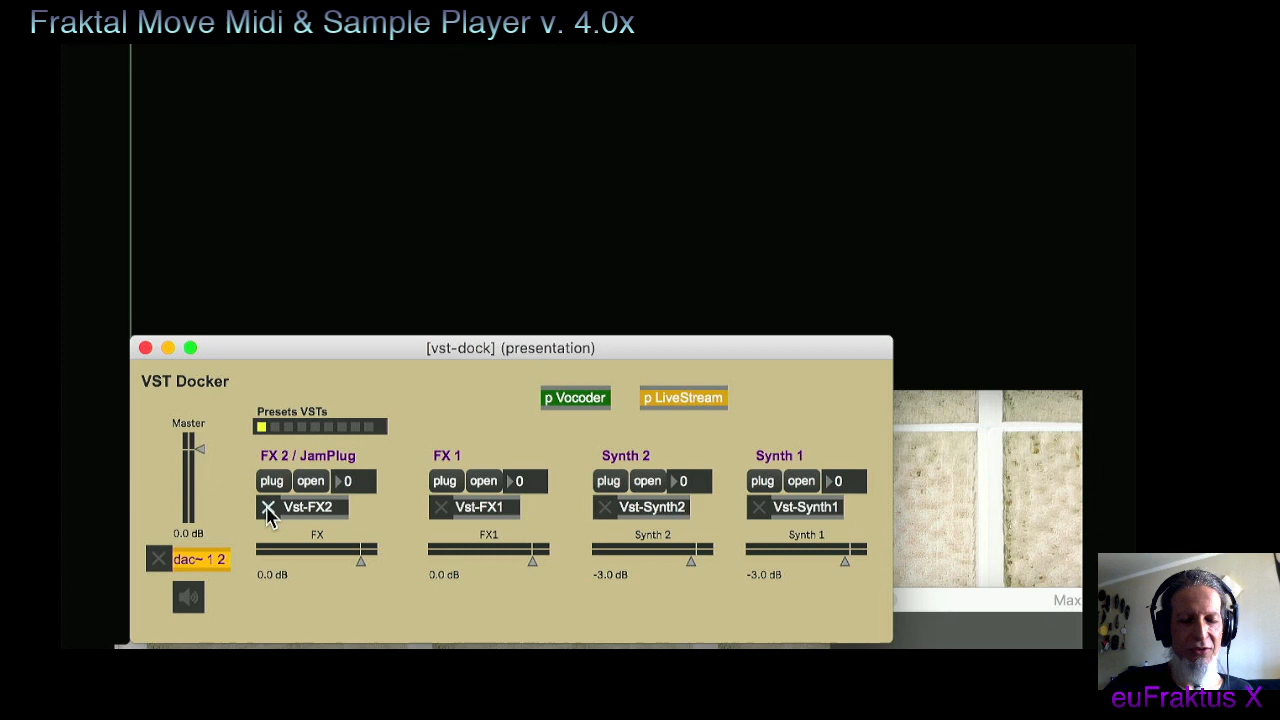 Fraktal Move Midi & Sample Player v. 4.0x
[vst-dock] (presentation)
VST Docker
p Vocoder
p LiveStream
Presets VSTs
Master
FX 2 / JamPlug
FX 1
Synth 2
Synth 1
plug open 0
plug open 0
plug open 0
plug open 0
Vst-FX2
Vst-FX1
Vst-Synth2
Vst-Synth1
0.0 dB
FX
FX1
Synth 2
Synth 1
dac~ 1 2
0.0 dB
0.0 dB
-3.0 dB
-3.0 dB
Max
euFraktus X